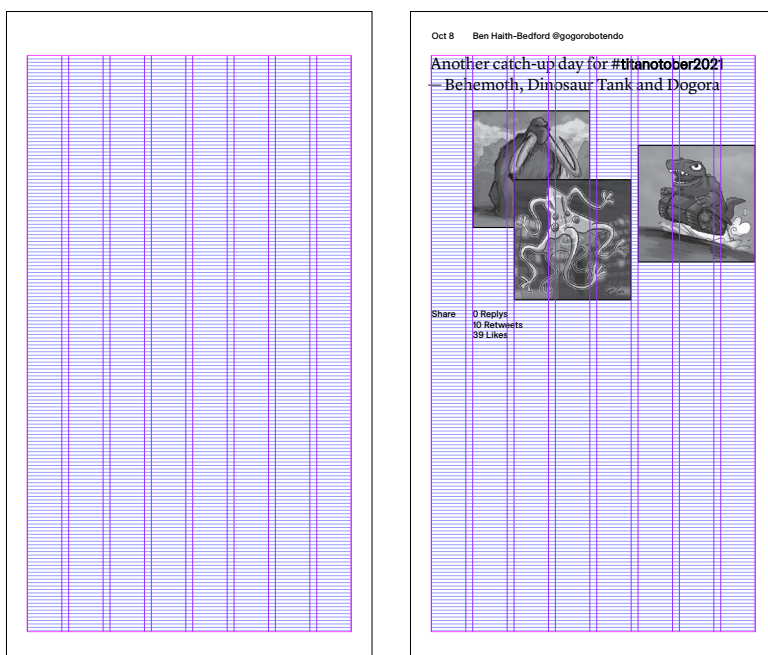 Oct 8 Ben Haith-Bedford @gogorobotendo
Another catch-up day for #titanotober2021
— Behemoth, Dinosaur Tank and Dogora
Share 0 Replys
10 Retweets
39 Likes